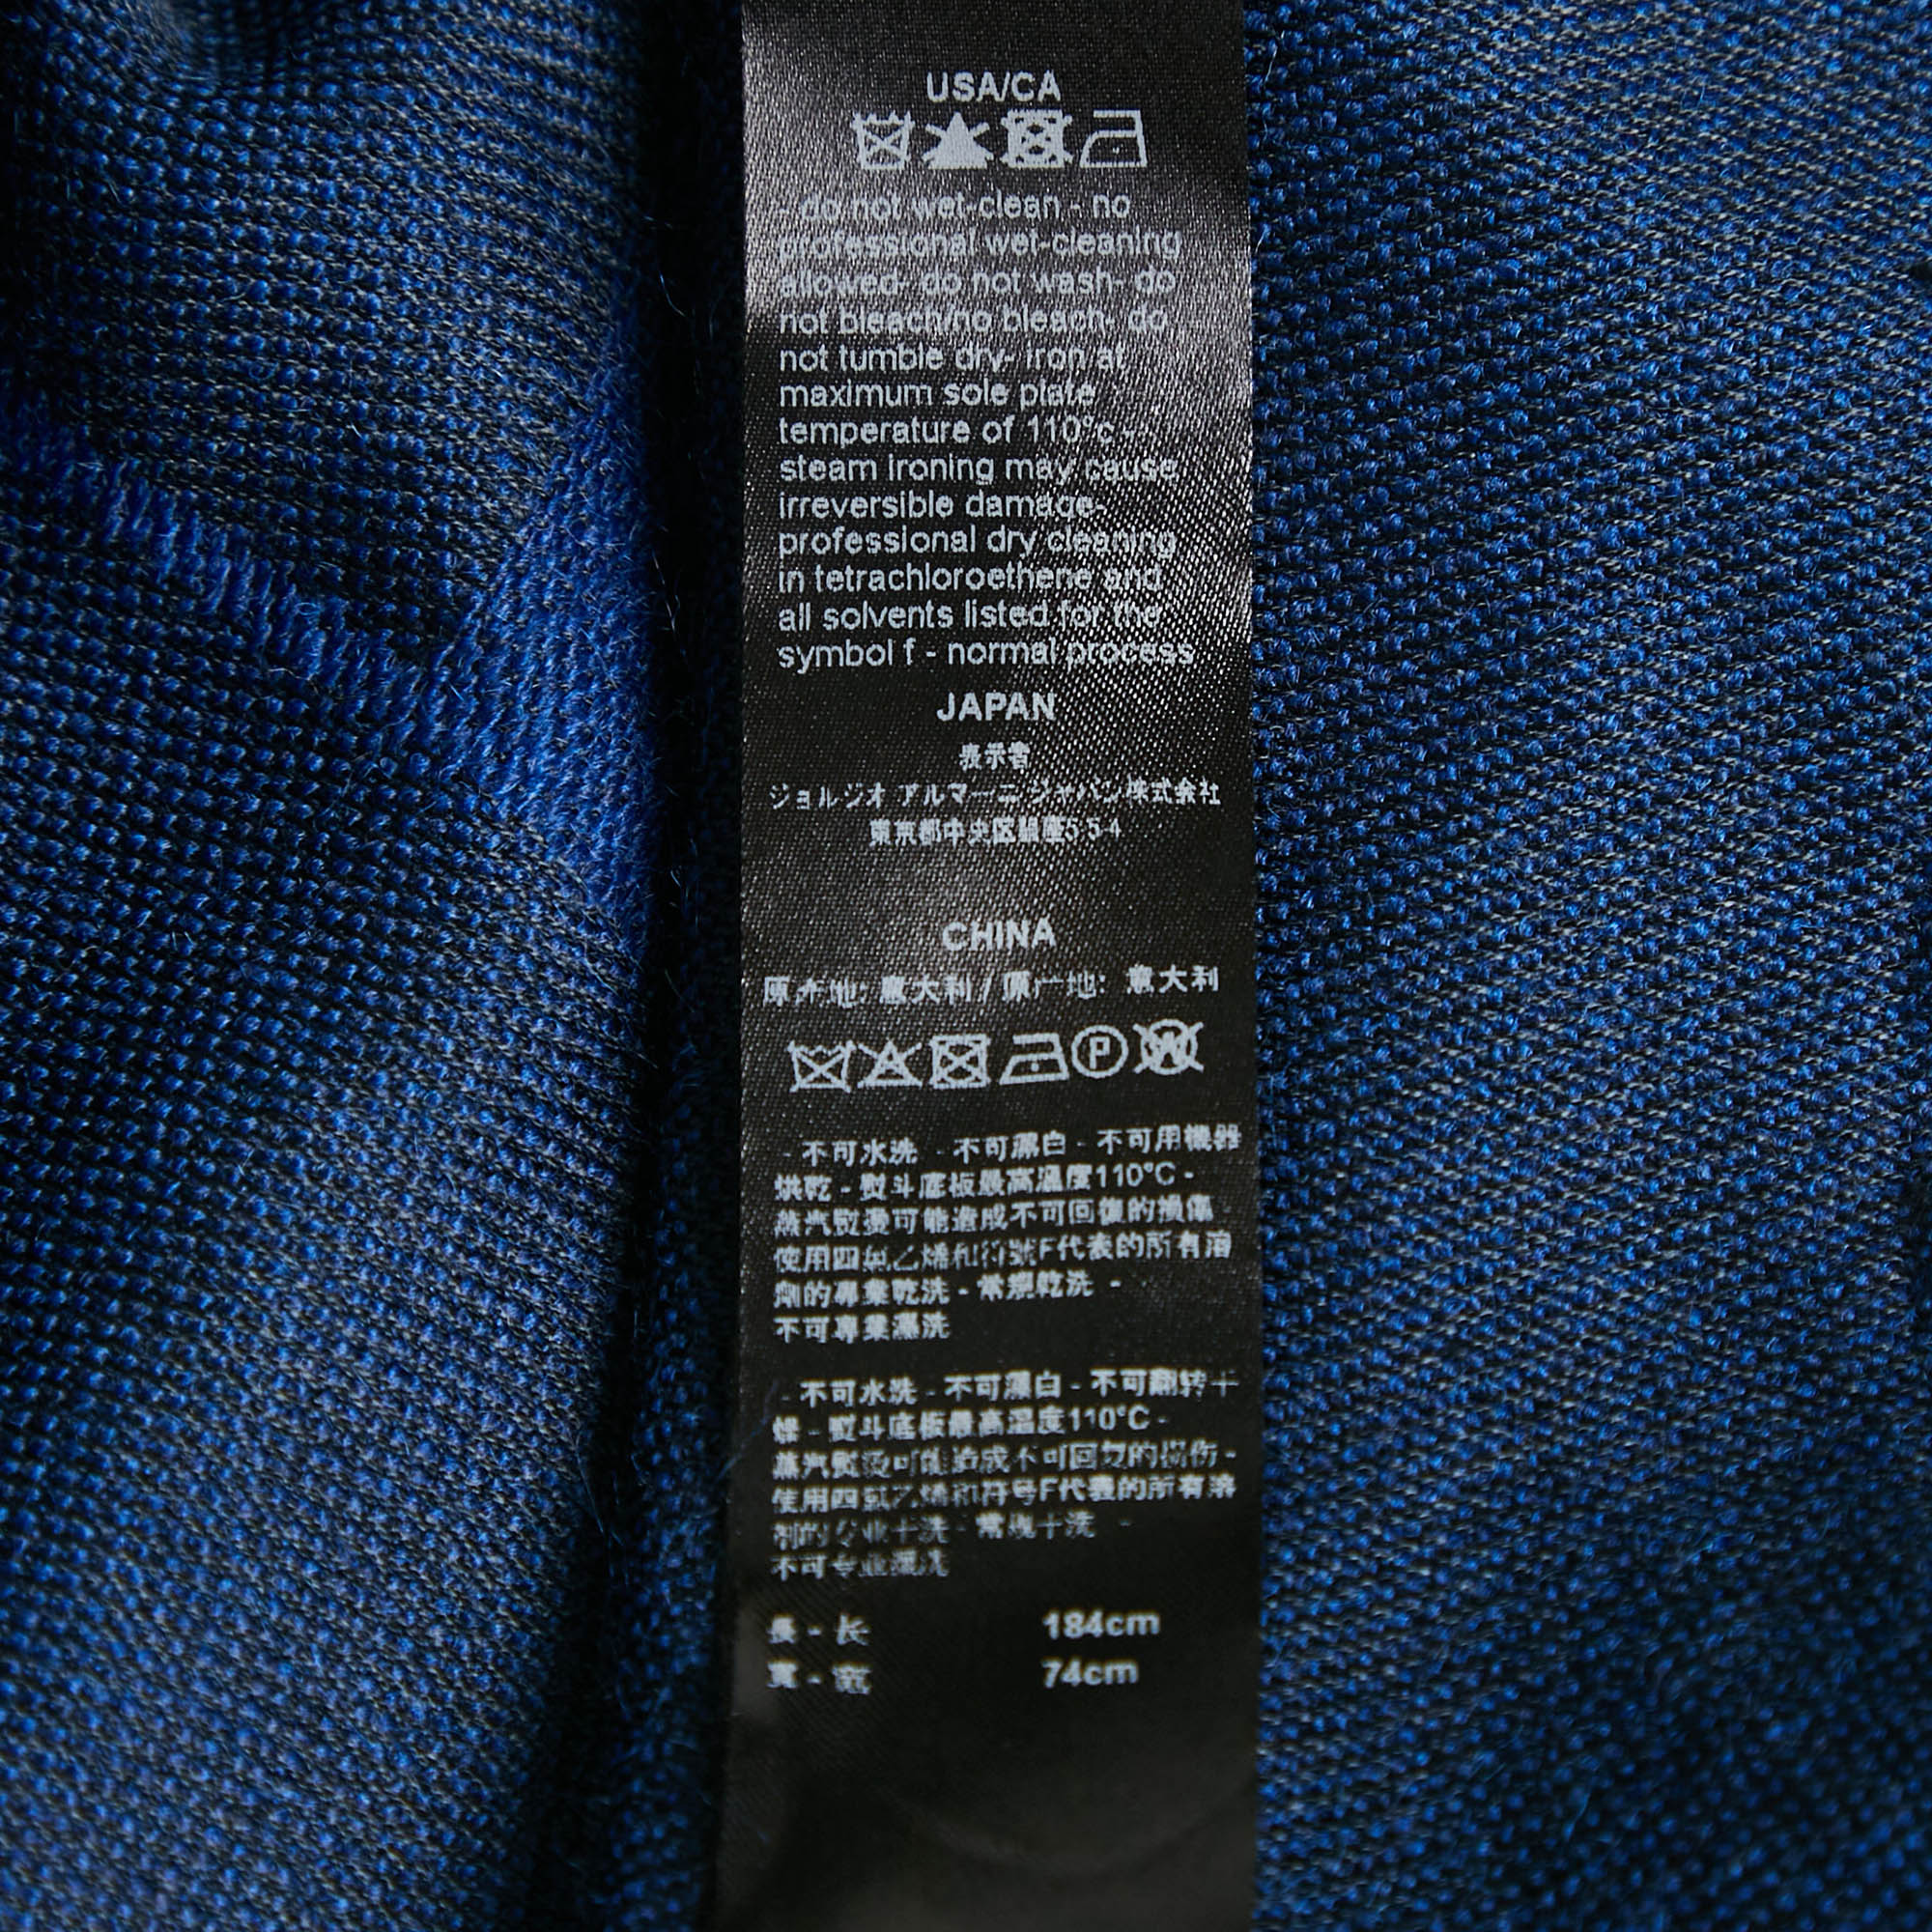 USA/CA
- do not wet-clean - no
professional wet-cleaning
allowed- do not wash- do
not bleach/no bleach- do
not tumble dry- iron at
maximum sole plate
temperature of 110°c -
steam ironing may cause
irreversible damage-
professional dry cleaning
in tetrachloroethene and
all solvents listed for the
symbol f - normal process
JAPAN
表示者
ジョルジオ アルマーニ ジャパン株式会社
東京都中央区銀座5-5-4
CHINA
原产地: 意大利 / 原产地: 意大利
P W
- 不可水洗 - 不可漂白 - 不可用機器
烘乾 - 熨斗底板最高溫度110°C -
蒸汽熨燙可能造成不可回復的損傷
使用四氯乙烯和符號F代表的所有溶
劑的專業乾洗 - 常規乾洗 -
不可專業濕洗
- 不可水洗 - 不可漂白 - 不可翻转干
燥 - 熨斗底板最高温度110°C -
蒸汽熨烫可能造成不可回复的损伤 -
使用四氯乙烯和符号F代表的所有溶
剂的专业干洗 - 常规干洗 -
不可专业湿洗
長 - 长 184cm
寬 - 宽 74cm